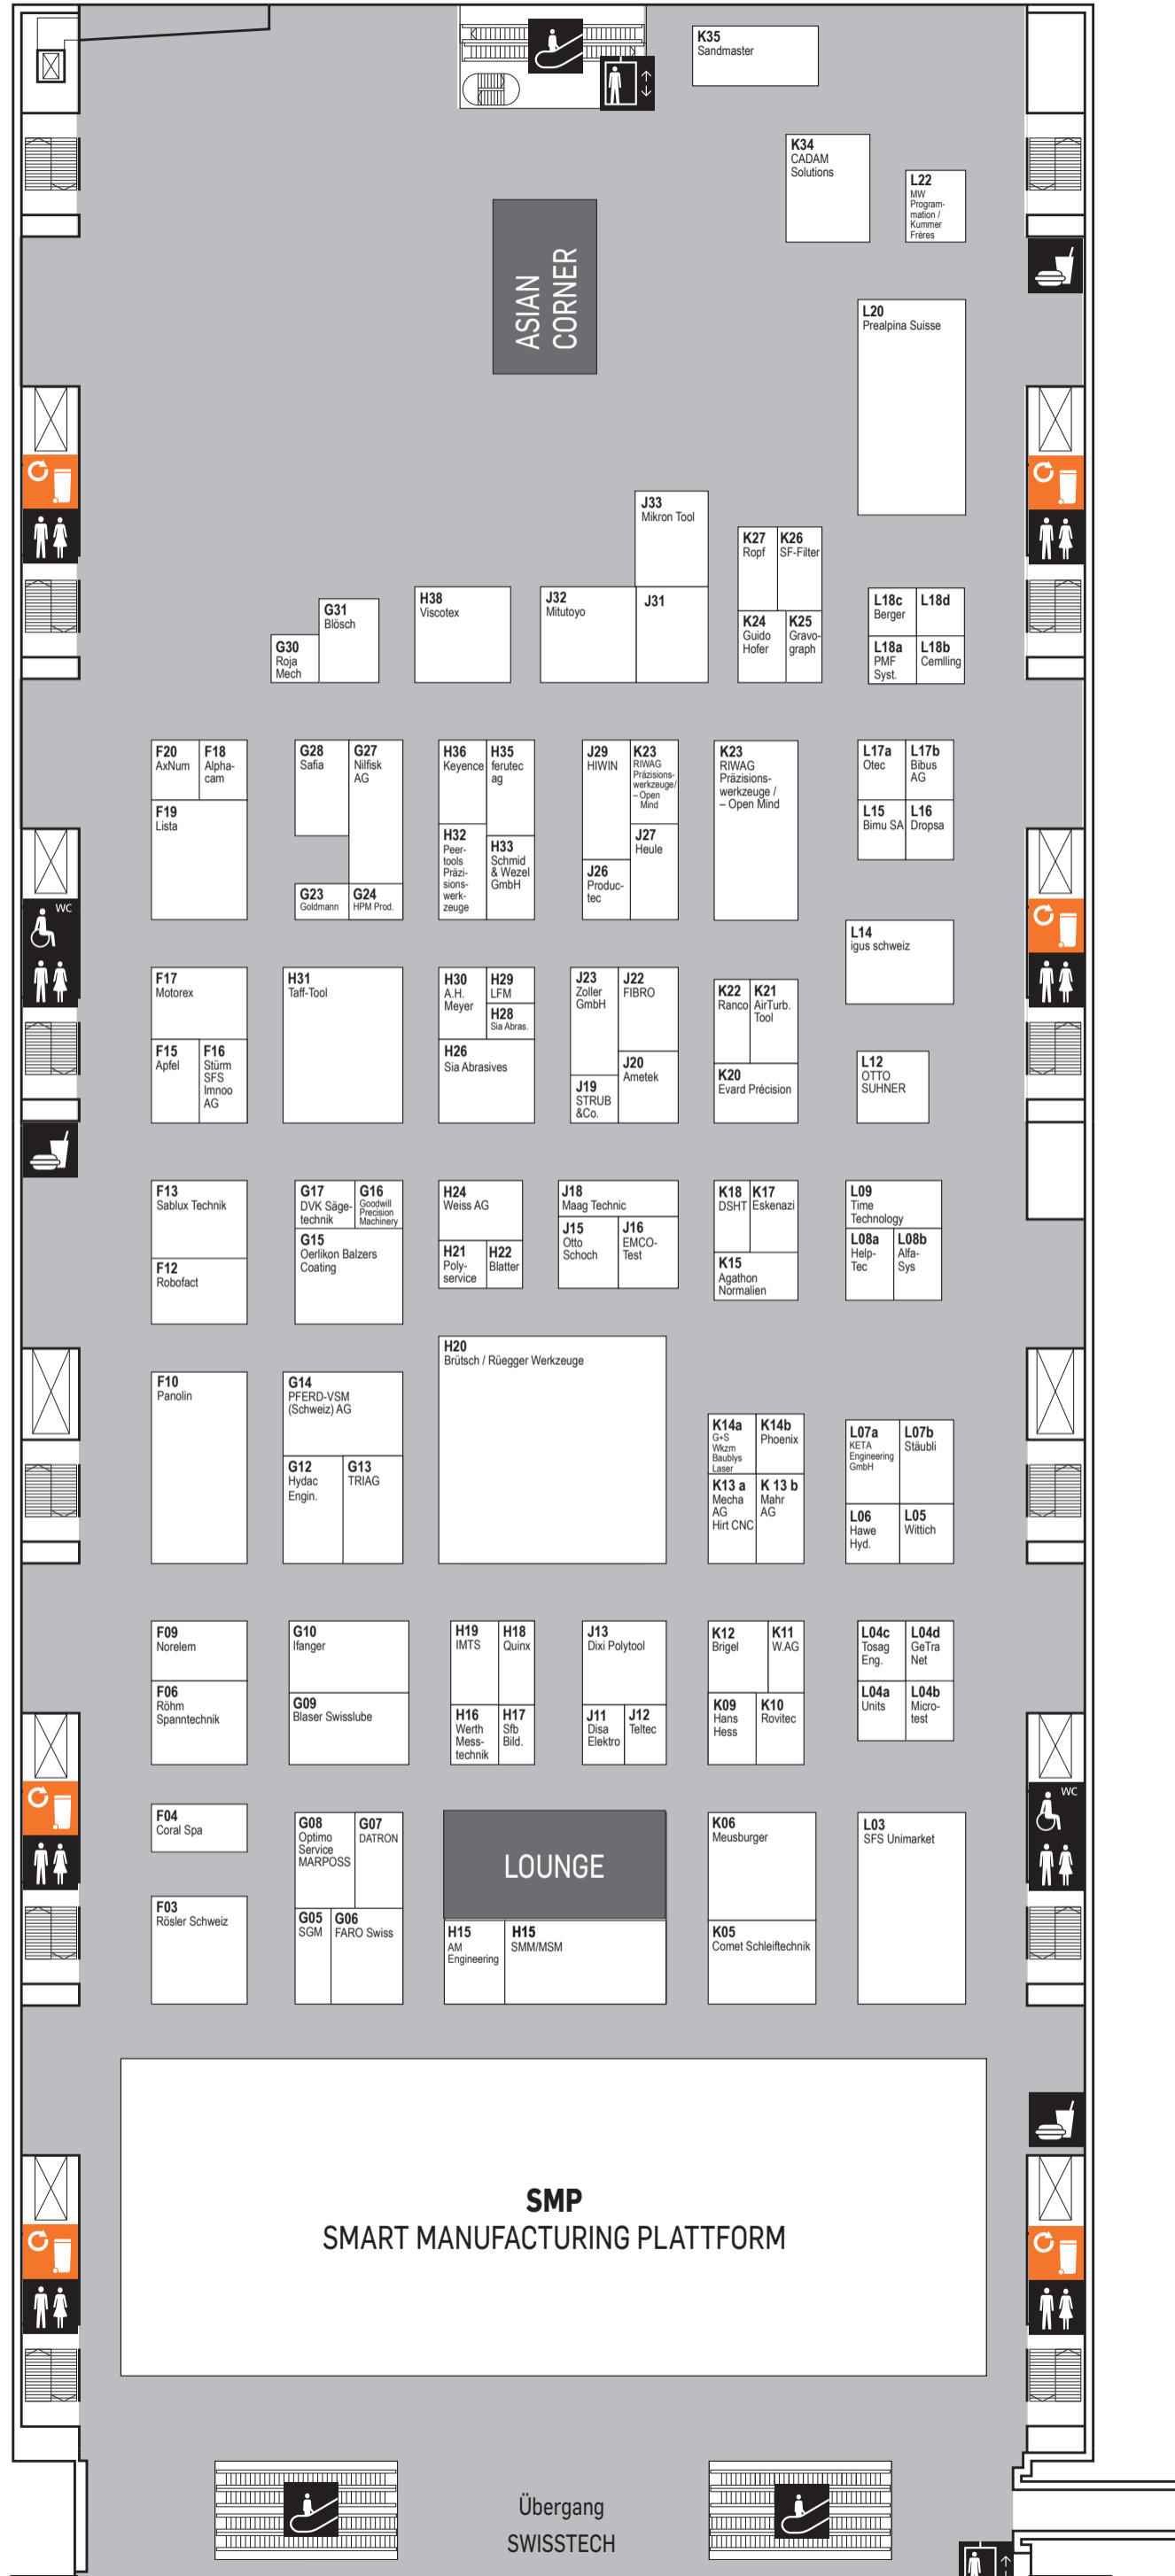 K35
Sandmaster
K34
CADAM
Solutions
L22
MW
Program-
mation /
Kummer
Frères
ASIAN
CORNER
L20
Prealpina Suisse
J33
Mikron Tool
K27
Ropf
K26
SF-Filter
G31
Blösch
G30
Roja
Mech
H38
Viscotex
J32
Mitutoyo
J31
K24
Guido
Hofer
K25
Gravo-
graph
L18c
Berger
L18d
L18a
PMF
Syst.
L18b
Cemlling
F20
AxNum
F18
Alpha-
cam
F19
Lista
G28
Safia
G27
Nilfisk
AG
G23
Goldmann
G24
HPM Prod.
H36
Keyence
H35
ferutec
ag
H32
Peer-
tools
Präzi-
sions-
werk-
zeuge
H33
Schmid
& Wezel
GmbH
J29
HIWIN
K23
RIWAG
Präzisions-
werkzeuge/
– Open
Mind
J27
Heule
J26
Produc-
tec
K23
RIWAG
Präzisions-
werkzeuge /
– Open Mind
L17a
Otec
L17b
Bibus
AG
L15
Bimu SA
L16
Dropsa
WC
L14
igus schweiz
F17
Motorex
F15
Apfel
F16
Stürm
SFS
Imnoo
AG
H31
Taff-Tool
H30
A.H.
Meyer
H29
LFM
H28
Sia Abras.
H26
Sia Abrasives
J23
Zoller
GmbH
J22
FIBRO
J20
Ametek
J19
STRUB
&Co.
K22
Ranco
K21
AirTurb.
Tool
K20
Evard Précision
L12
OTTO
SUHNER
F13
Sablux Technik
F12
Robofact
G17
DVK Säge-
technik
G16
Goodwill
Precision
Machinery
G15
Oerlikon Balzers
Coating
H24
Weiss AG
H21
Poly-
service
H22
Blatter
J18
Maag Technic
J15
Otto
Schoch
J16
EMCO-
Test
K18
DSHT
K17
Eskenazi
K15
Agathon
Normalien
L09
Time
Technology
L08a
Help-
Tec
L08b
Alfa-
Sys
F10
Panolin
G14
PFERD-VSM
(Schweiz) AG
G12
Hydac
Engin.
G13
TRIAG
H20
Brütsch / Rüegger Werkzeuge
K14a
G+S
Wkzm
Baublys
Laser
K14b
Phoenix
K13 a
Mecha
AG
Hirt CNC
K 13 b
Mahr
AG
L07a
KETA
Engineering
GmbH
L07b
Stäubli
L06
Hawe
Hyd.
L05
Wittich
F09
Norelem
F06
Röhm
Spanntechnik
G10
Ifanger
G09
Blaser Swisslube
H19
IMTS
H18
Quinx
H16
Werth
Mess-
technik
H17
Sfb
Bild.
J13
Dixi Polytool
J11
Disa
Elektro
J12
Teltec
K12
Brigel
K11
W.AG
K09
Hans
Hess
K10
Rovitec
L04c
Tosag
Eng.
L04d
GeTra
Net
L04a
Units
L04b
Micro-
test
WC
F04
Coral Spa
F03
Rösler Schweiz
G08
Optimo
Service
MARPOSS
G07
DATRON
G05
SGM
G06
FARO Swiss
LOUNGE
H15
AM
Engineering
H15
SMM/MSM
K06
Meusburger
K05
Comet Schleiftechnik
L03
SFS Unimarket
SMP
SMART MANUFACTURING PLATTFORM
Übergang
SWISSTECH